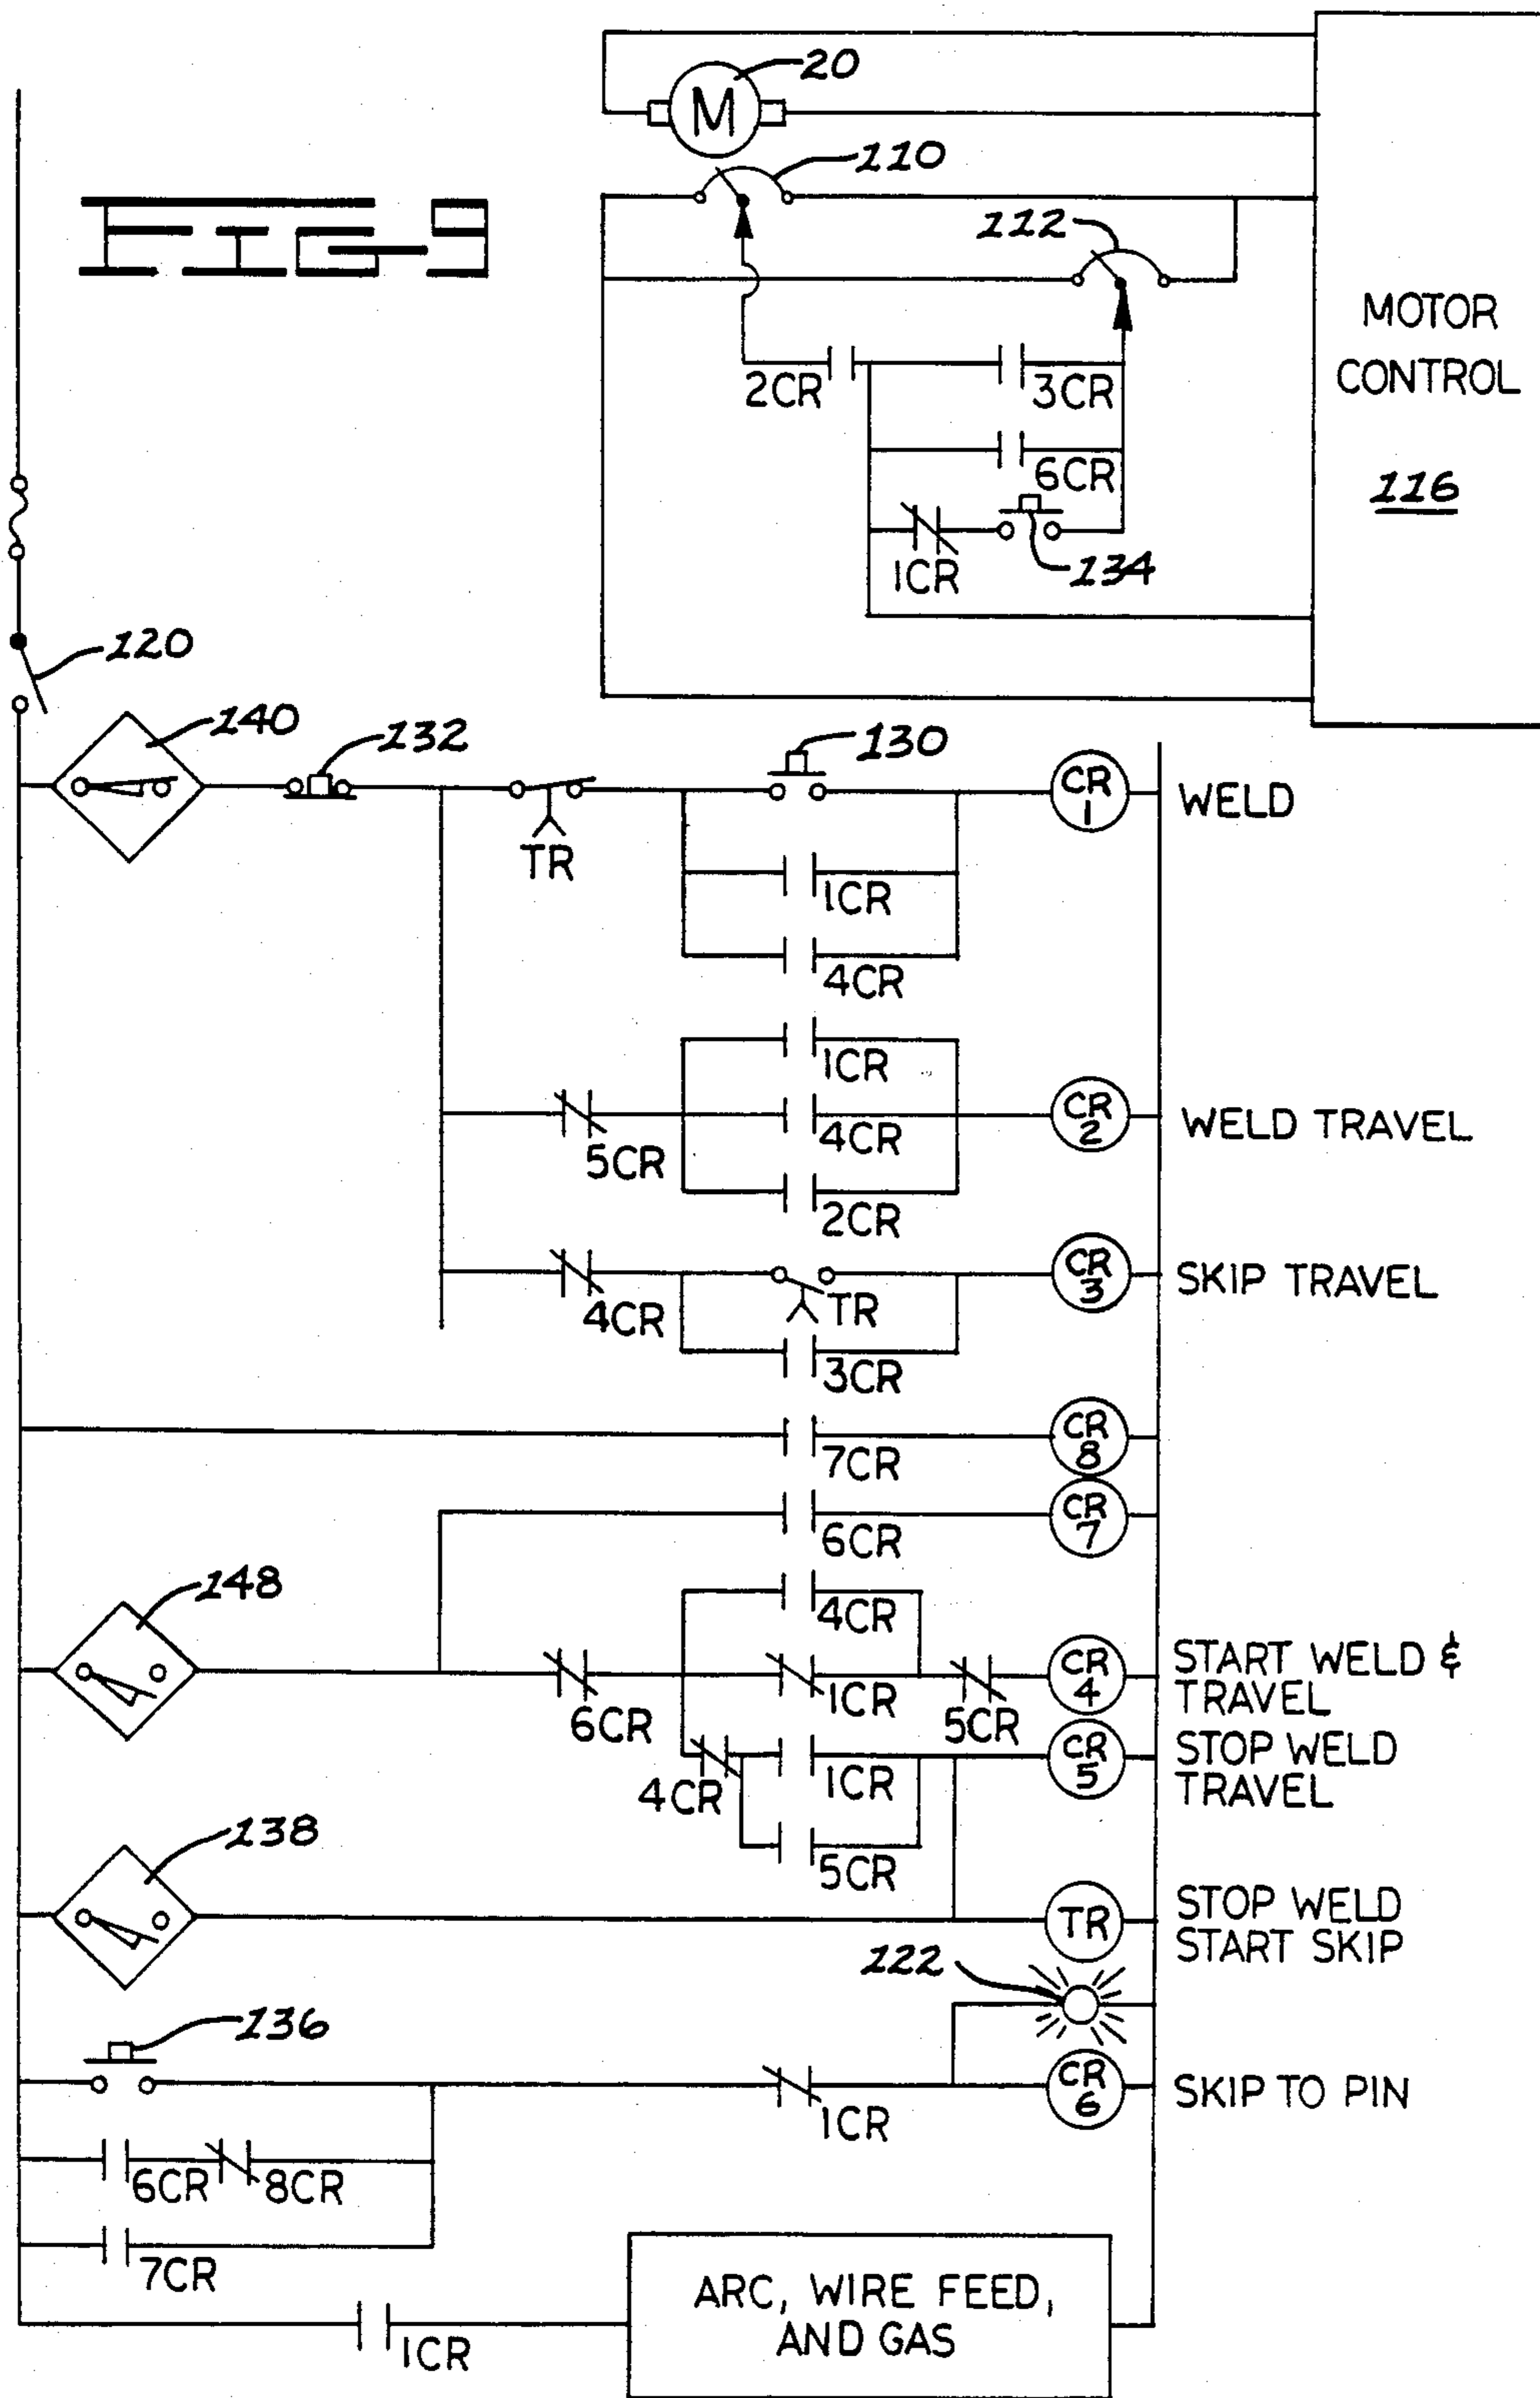 20
M
110
FIG-9
112
MOTOR
CONTROL
2CR
3CR
6CR
116
1CR
134
120
140
132
130
CR
1
WELD
TR
1CR
4CR
1CR
CR
2
WELD TRAVEL
5CR
4CR
2CR
CR
3
SKIP TRAVEL
4CR
TR
3CR
CR
8
7CR
CR
7
6CR
148
4CR
CR
4
START WELD &
TRAVEL
6CR
1CR
5CR
CR
5
STOP WELD
TRAVEL
4CR
1CR
138
5CR
TR
STOP WELD
START SKIP
122
136
CR
6
SKIP TO PIN
1CR
6CR
8CR
7CR
ARC, WIRE FEED,
AND GAS
1CR